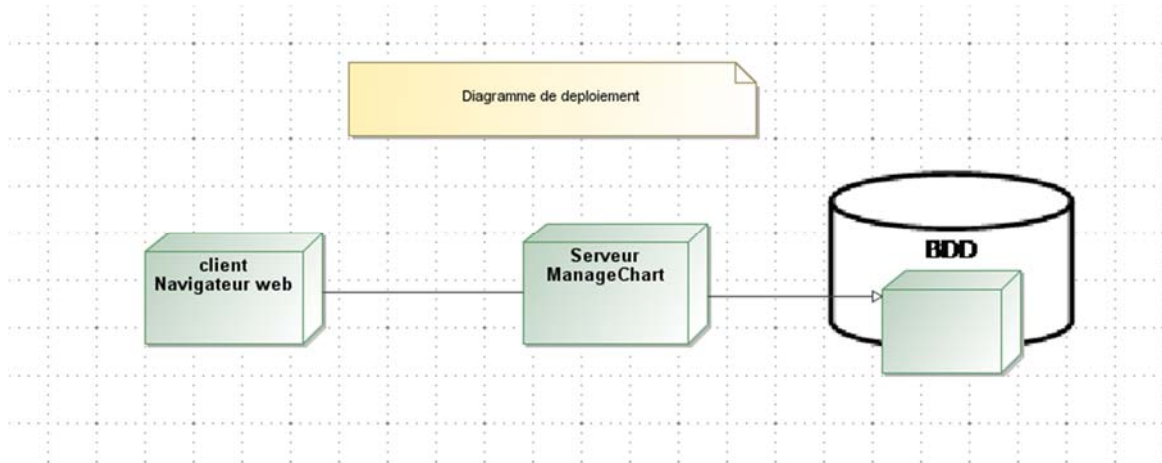 Diagramme de deploiement
client
Navigateur web
Serveur
ManageChart
BDD